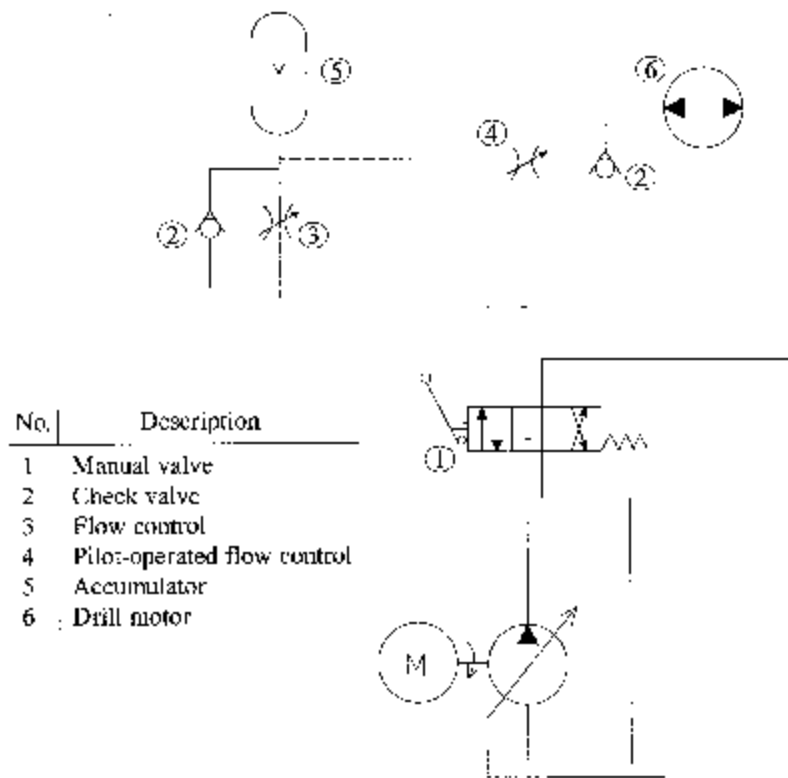 ⑤
⑥
④
②
②
③
No. Description
1 Manual valve
2 Check valve
3 Flow control
4 Pilot-operated flow control
5 Accumulator
6 Drill motor
①
M